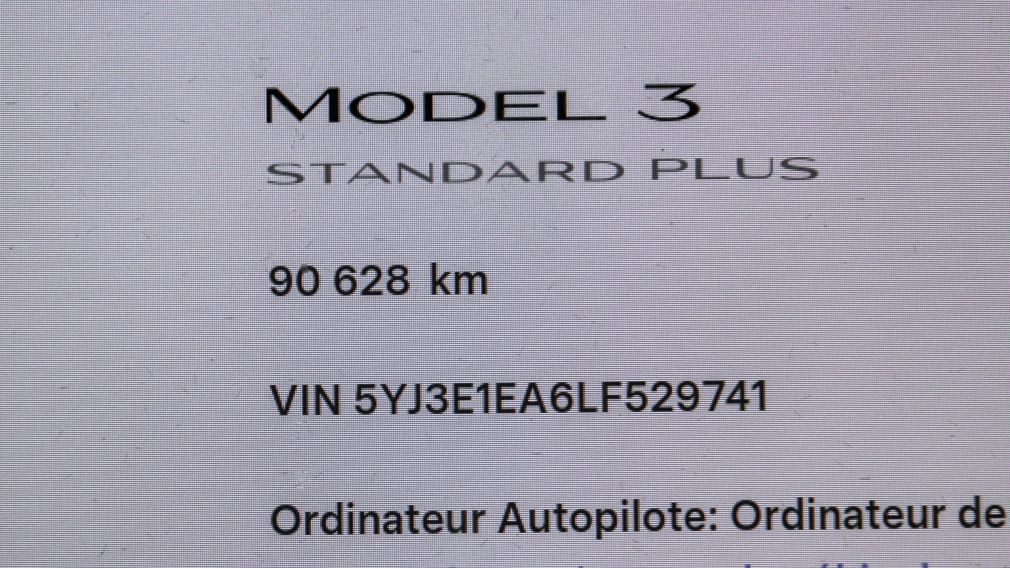 MODEL 3
STANDARD PLUS
90 628 km
VIN 5YJ3E1EA6LF529741
Ordinateur Autopilote: Ordinateur de